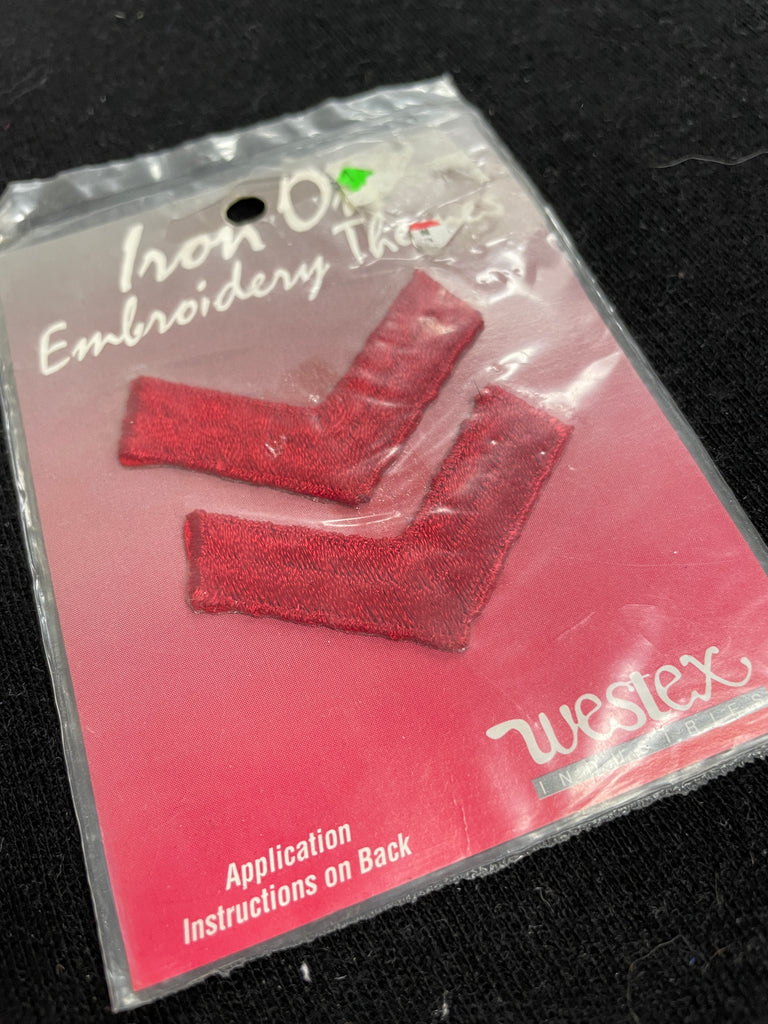 Iron On
Embroidery Themes
westex
INDUSTRIES
Application
Instructions on Back